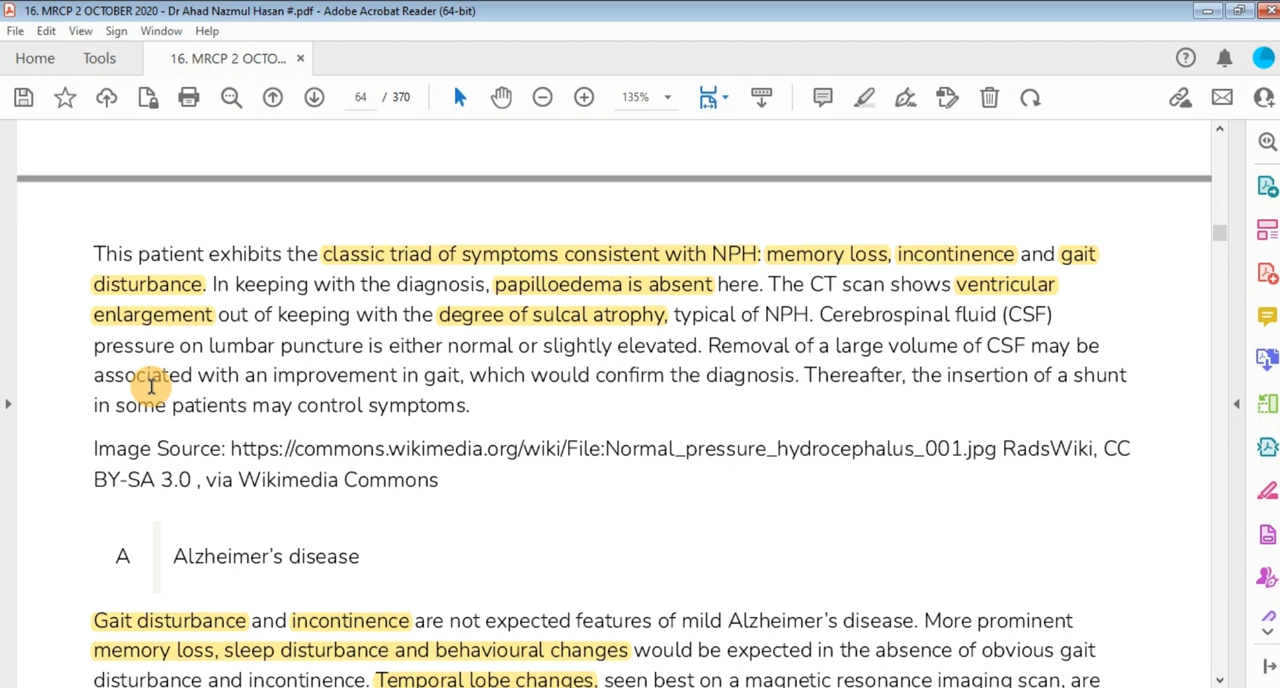 16. MRCP 2 OCTOBER 2020 - Dr Ahad Nazmul Hasan #.pdf - Adobe Acrobat Reader (64-bit)
File Edit View Sign Window Help
Home Tools 16. MRCP 2 OCTO... ×
64 / 370 135%
This patient exhibits the classic triad of symptoms consistent with NPH: memory loss, incontinence and gait
disturbance. In keeping with the diagnosis, papilloedema is absent here. The CT scan shows ventricular
enlargement out of keeping with the degree of sulcal atrophy, typical of NPH. Cerebrospinal fluid (CSF)
pressure on lumbar puncture is either normal or slightly elevated. Removal of a large volume of CSF may be
associated with an improvement in gait, which would confirm the diagnosis. Thereafter, the insertion of a shunt
in some patients may control symptoms.
Image Source: https://commons.wikimedia.org/wiki/File:Normal_pressure_hydrocephalus_001.jpg RadsWiki, CC
BY-SA 3.0 , via Wikimedia Commons
A Alzheimer’s disease
Gait disturbance and incontinence are not expected features of mild Alzheimer’s disease. More prominent
memory loss, sleep disturbance and behavioural changes would be expected in the absence of obvious gait
disturbance and incontinence. Temporal lobe changes, seen best on a magnetic resonance imaging scan, are